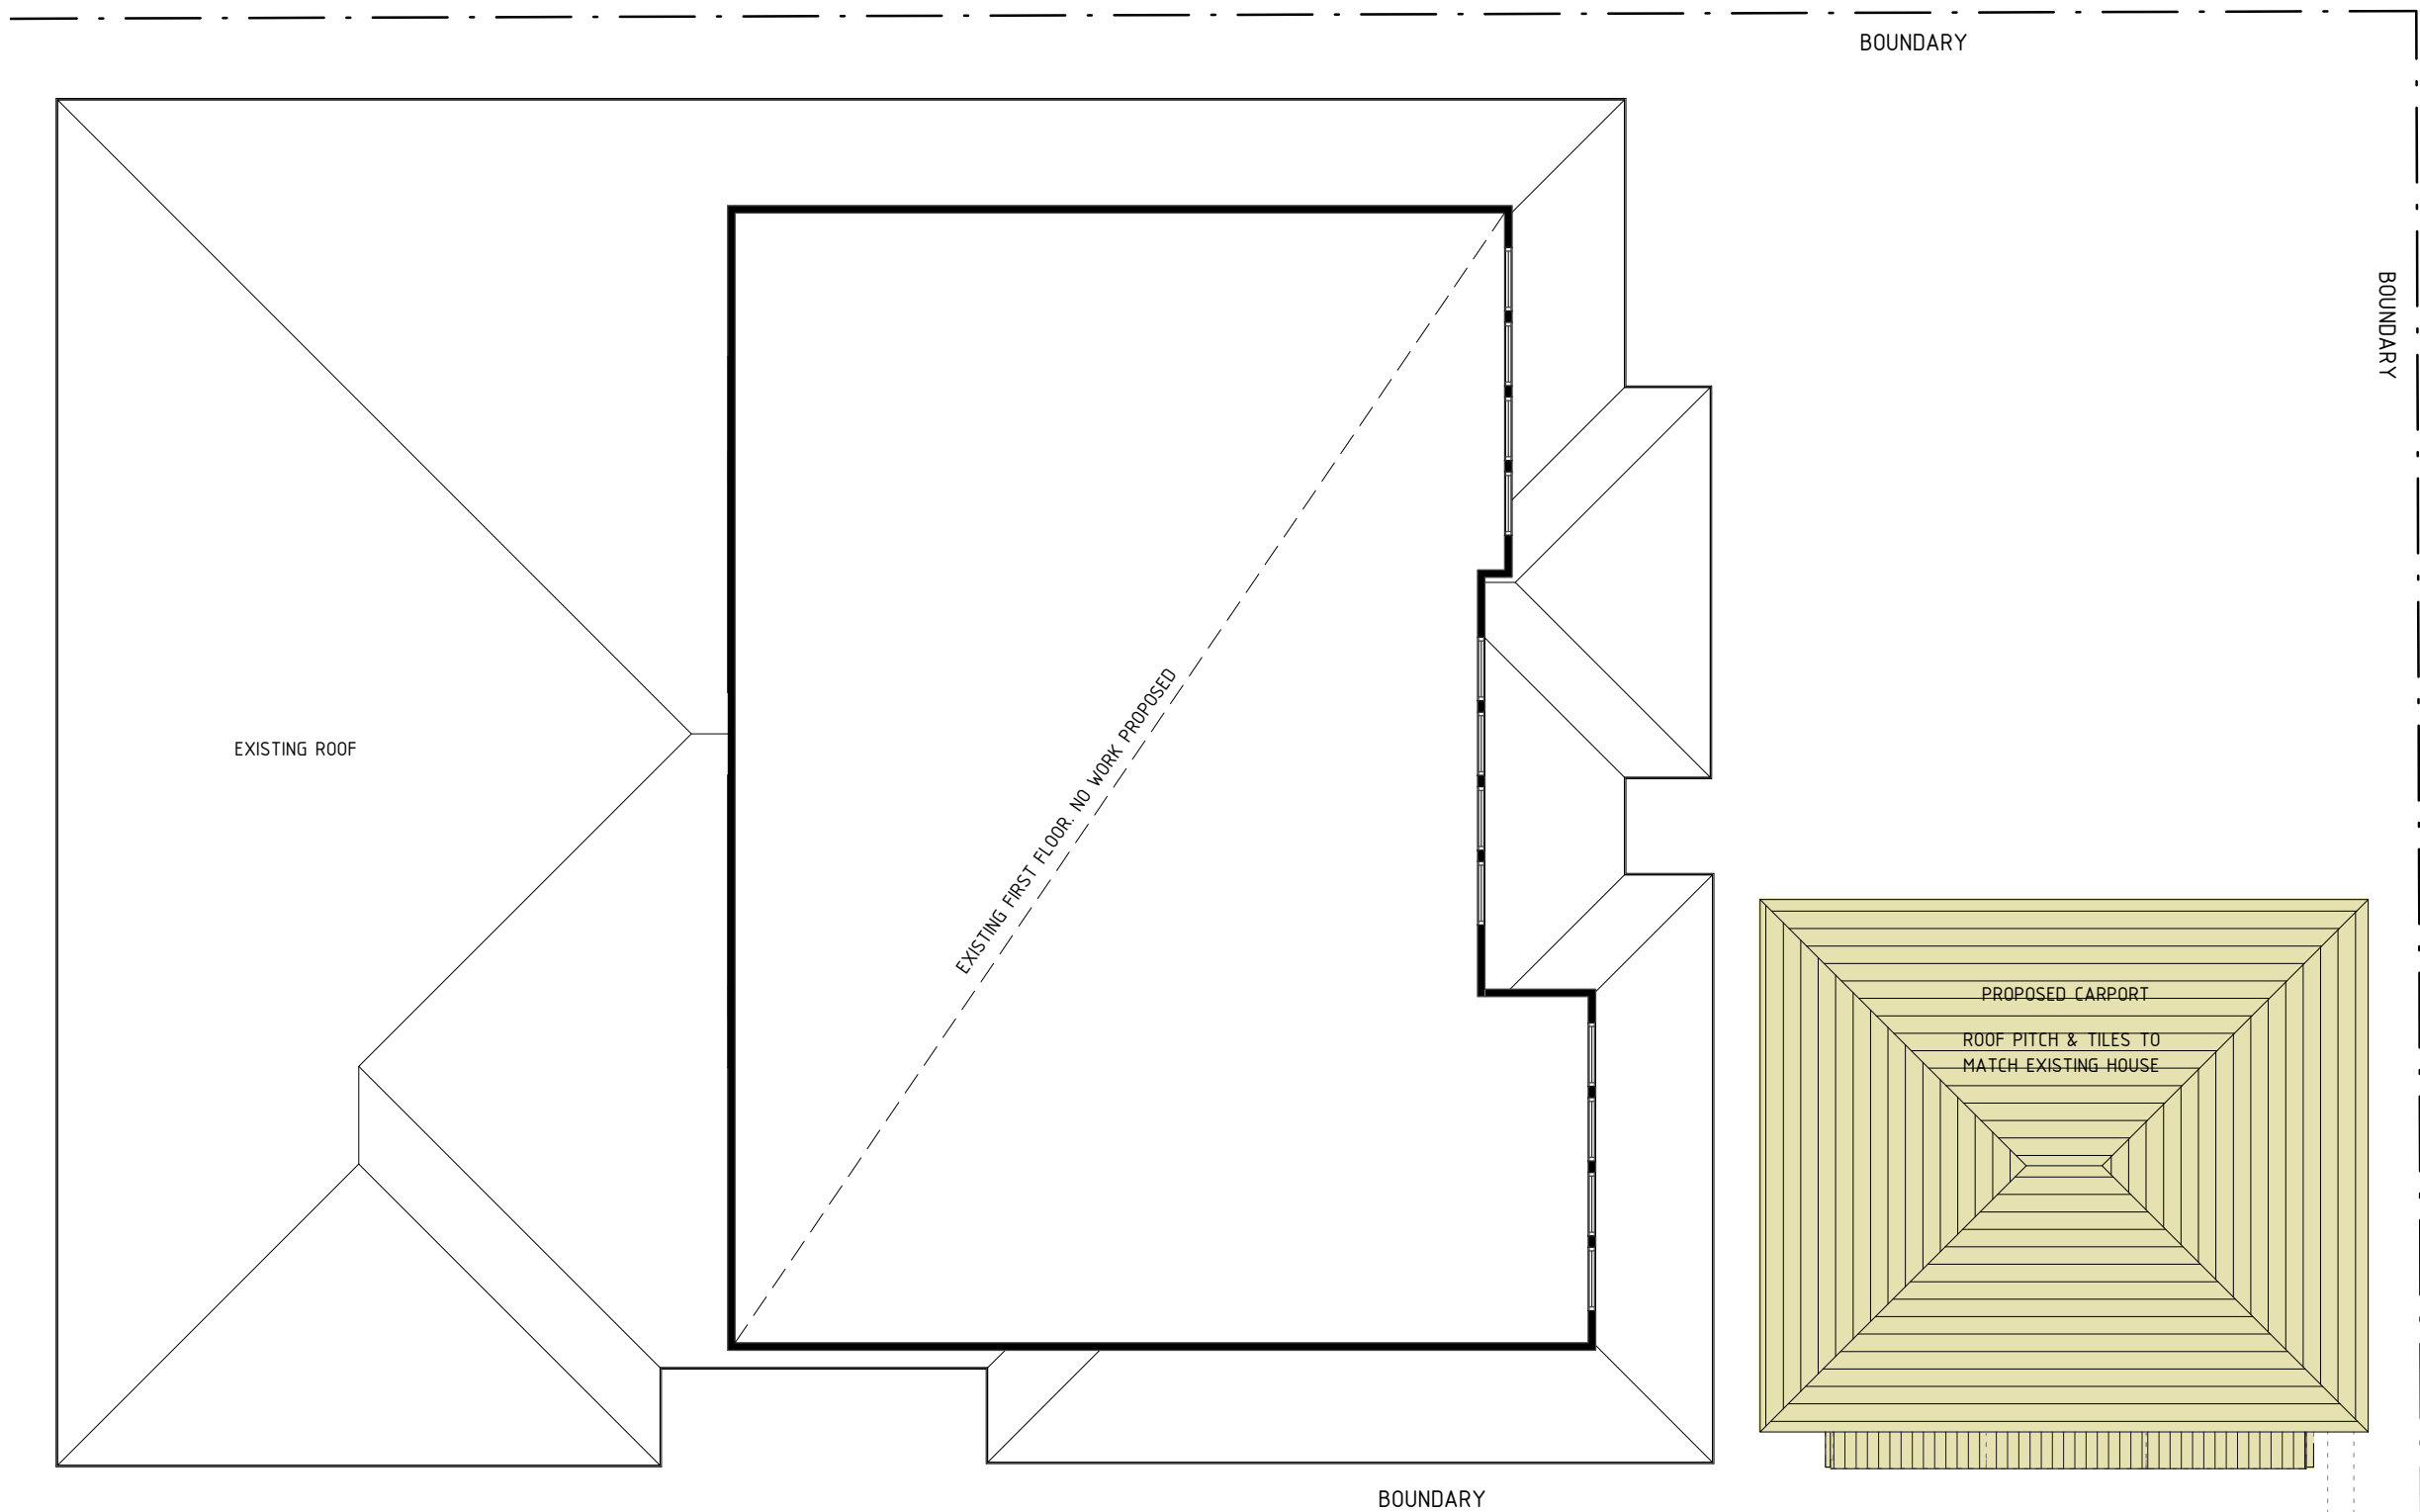 BOUNDARY
BOUNDARY
EXISTING FIRST FLOOR. NO WORK PROPOSED
EXISTING ROOF
PROPOSED CARPORT
ROOF PITCH & TILES TO
MATCH EXISTING HOUSE
BOUNDARY